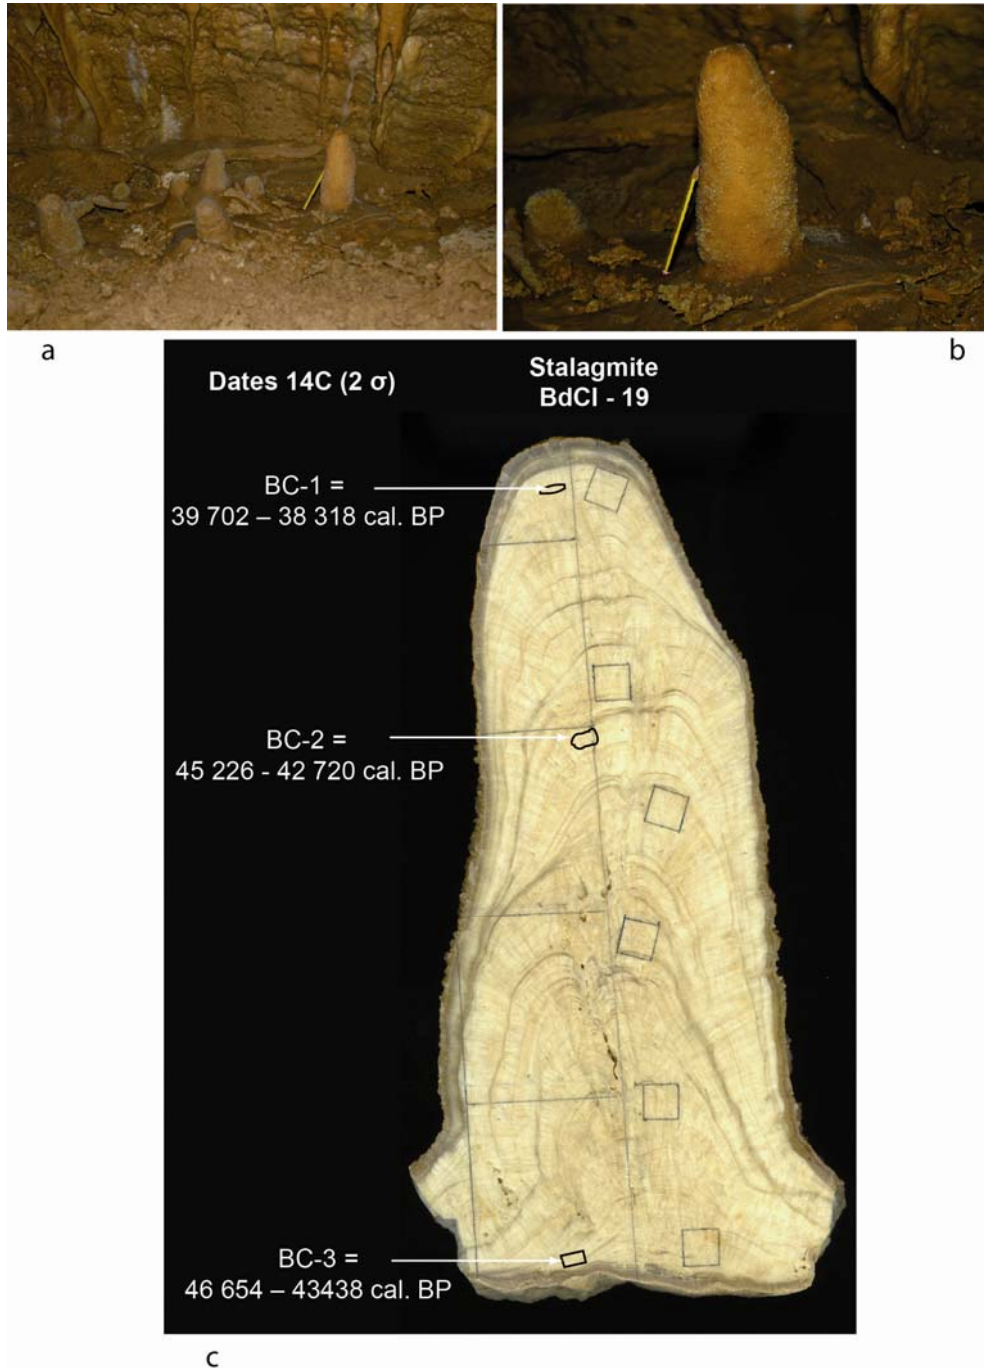 a
b
Dates 14C (2 σ)
Stalagmite
BdCl - 19
BC-1 =
39 702 – 38 318 cal. BP
BC-2 =
45 226 - 42 720 cal. BP
BC-3 =
46 654 – 43438 cal. BP
c